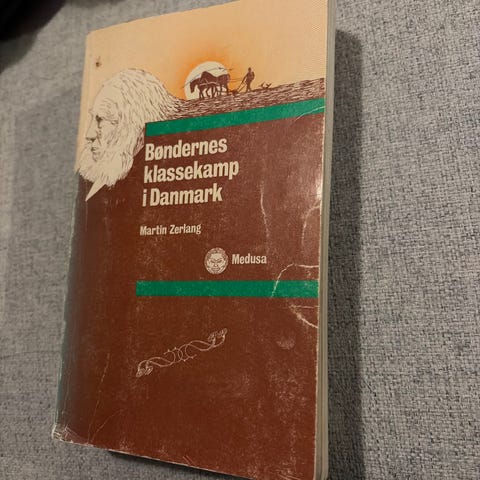 Bøndernes
klassekamp
i Danmark
Martin Zerlang
Medusa